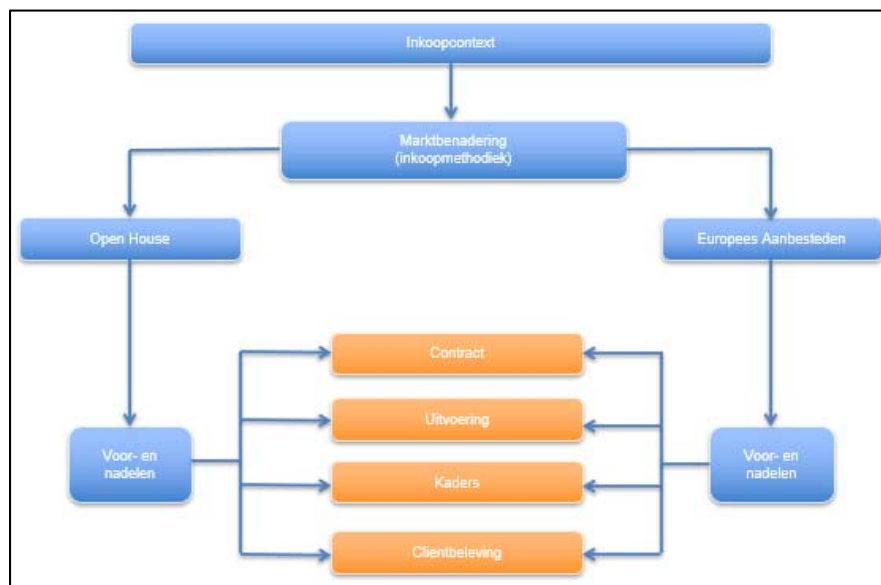 Inkoopcontext
Marktbenadering
(inkoopmethodiek)
Open House
Europees Aanbesteden
Contract
Uitvoering
Voor- en
nadelen
Voor- en
nadelen
Kaders
Clientbeleving